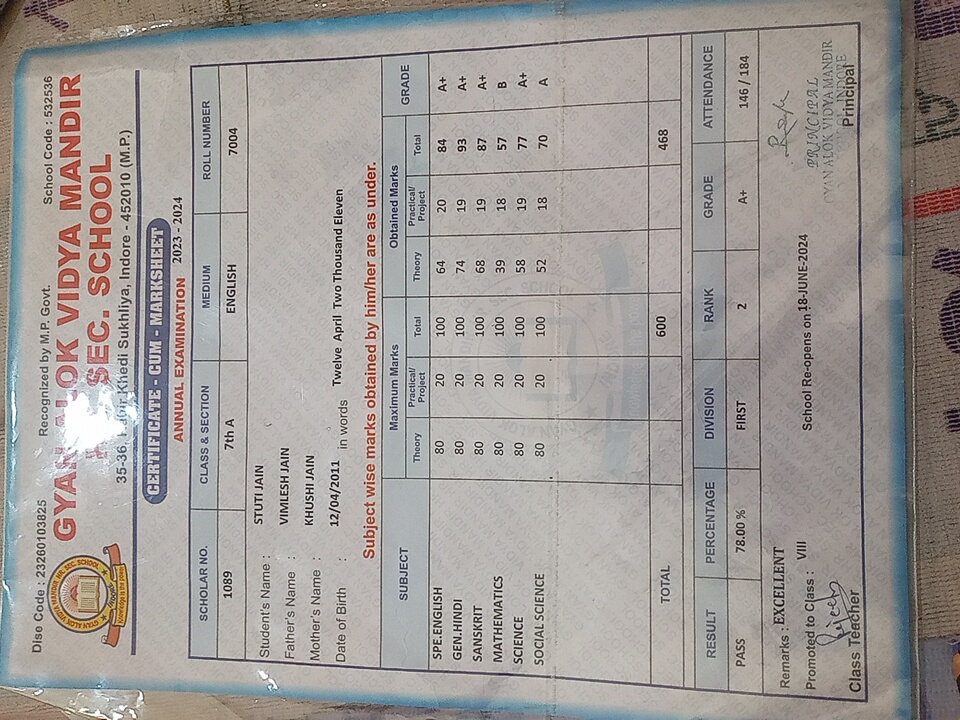 Dise Code : 23260103825 Recognized by M.P. Govt. School Code : 532536
GYAN ALOK VIDYA MANDIR
SEC. SCHOOL
35-36, Khedi Sukhliya, Indore - 452010 (M.P.)
CERTIFICATE - CUM - MARKSHEET
ANNUAL EXAMINATION 2023 - 2024
SCHOLAR NO. CLASS & SECTION MEDIUM ROLL NUMBER
1089 7th A ENGLISH 7004
Student's Name : STUTI JAIN
Father's Name : VIMLESH JAIN
Mother's Name : KHUSHI JAIN
Date of Birth : 12/04/2011 in words Twelve April Two Thousand Eleven
Subject wise marks obtained by him/her are as under.
SUBJECT Maximum Marks Obtained Marks GRADE
Theory Practical/ Project Total Theory Practical/ Project Total
SPE.ENGLISH 80 20 100 64 20 84 A+
GEN.HINDI 80 20 100 74 19 93 A+
SANSKRIT 80 20 100 68 19 87 A+
MATHEMATICS 80 20 100 39 18 57 B
SCIENCE 80 20 100 58 19 77 A+
SOCIAL SCIENCE 80 20 100 52 18 70 A
TOTAL 600 468
RESULT PERCENTAGE DIVISION RANK GRADE ATTENDANCE
PASS 78.00 % FIRST 2 A+ 146 / 184
Remarks : EXCELLENT
Promoted to Class : VIII School Re-opens on : 18-JUNE-2024
PRINCIPAL
GYAN ALOK VIDYA MANDIR
INDORE
Class Teacher Principal